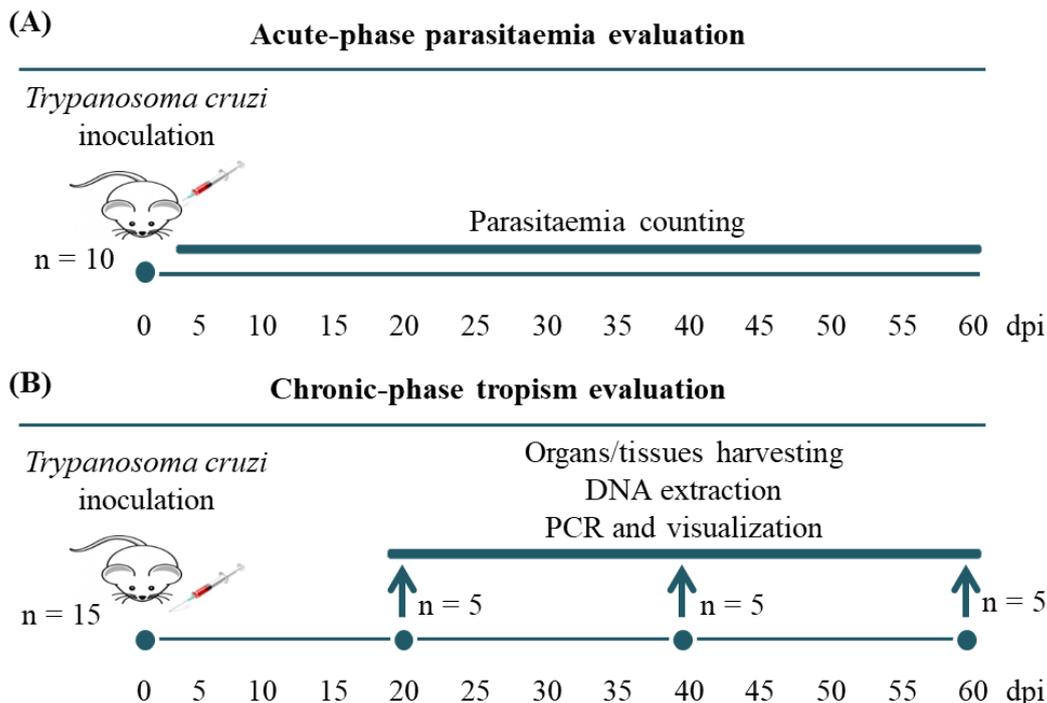 (A)
Acute-phase parasitaemia evaluation
Trypanosoma cruzi
inoculation
Parasitaemia counting
n = 10
0 5 10 15 20 25 30 35 40 45 50 55 60 dpi
(B)
Chronic-phase tropism evaluation
Trypanosoma cruzi
inoculation
Organs/tissues harvesting
DNA extraction
PCR and visualization
n = 15
n = 5
n = 5
n = 5
0 5 10 15 20 25 30 35 40 45 50 55 60 dpi